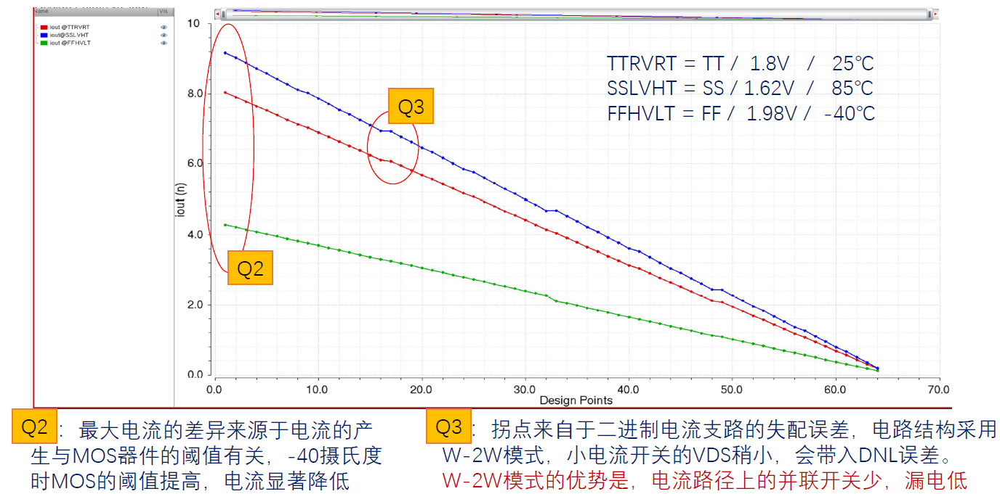 Name
Vis
iout @TTRVRT
iout@SSLVHT
iout @FFHVLT
10
8.0
6.0
4.0
2.0
0.0
iout (n)
0.0 10.0 20.0 30.0 40.0 50.0 60.0 70.0
Design Points
TTRVRT = TT / 1.8V / 25℃
SSLVHT = SS / 1.62V / 85℃
FFHVLT = FF / 1.98V / -40℃
Q3
Q2
Q2 : 最大电流的差异来源于电流的产
生与MOS器件的阈值有关, -40摄氏度
时MOS的阈值提高, 电流显著降低
Q3 : 拐点来自于二进制电流支路的失配误差, 电路结构采用
W-2W模式, 小电流开关的VDS稍小, 会带入DNL误差。
W-2W模式的优势是, 电流路径上的并联开关少, 漏电低